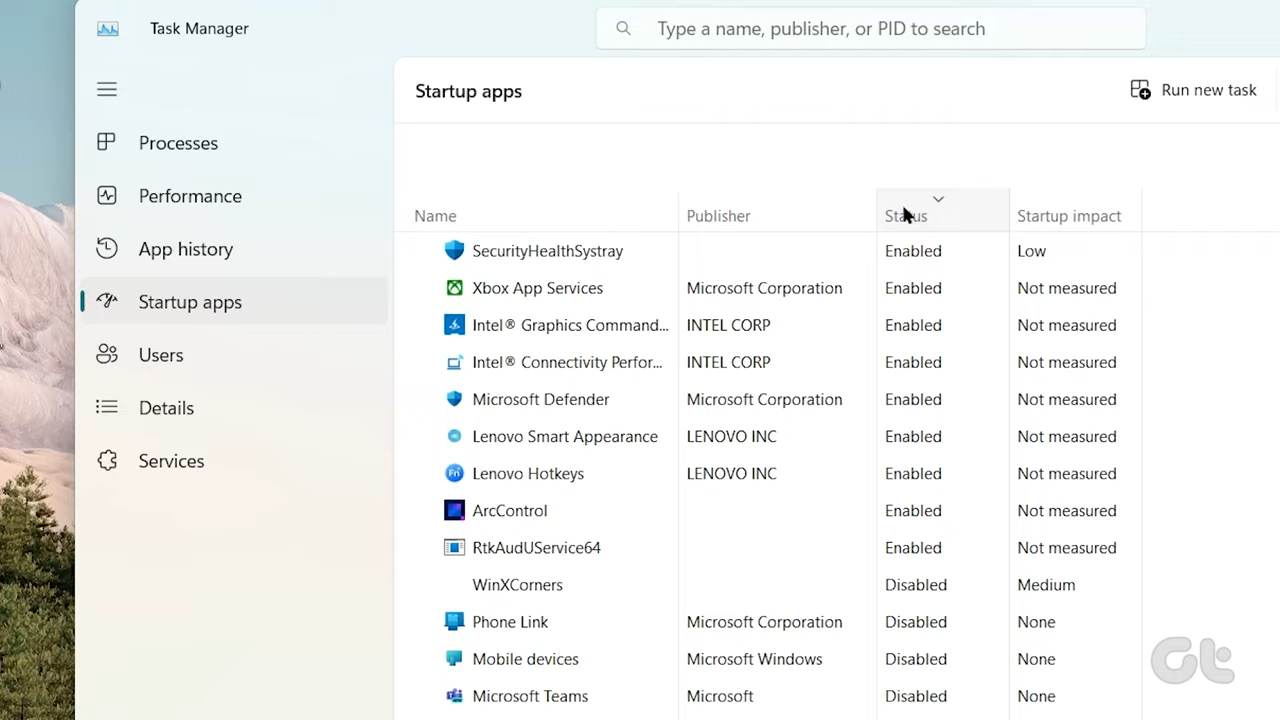 Task Manager
Type a name, publisher, or PID to search
Startup apps
Run new task
Processes
Performance
App history
Startup apps
Users
Details
Services
Name Publisher Status Startup impact
SecurityHealthSystray Enabled Low
Xbox App Services Microsoft Corporation Enabled Not measured
Intel® Graphics Command... INTEL CORP Enabled Not measured
Intel® Connectivity Perfor... INTEL CORP Enabled Not measured
Microsoft Defender Microsoft Corporation Enabled Not measured
Lenovo Smart Appearance LENOVO INC Enabled Not measured
Fn Lenovo Hotkeys LENOVO INC Enabled Not measured
ArcControl Enabled Not measured
RtkAudUService64 Enabled Not measured
WinXCorners Disabled Medium
Phone Link Microsoft Corporation Disabled None
Mobile devices Microsoft Windows Disabled None
Microsoft Teams Microsoft Disabled None
Gt